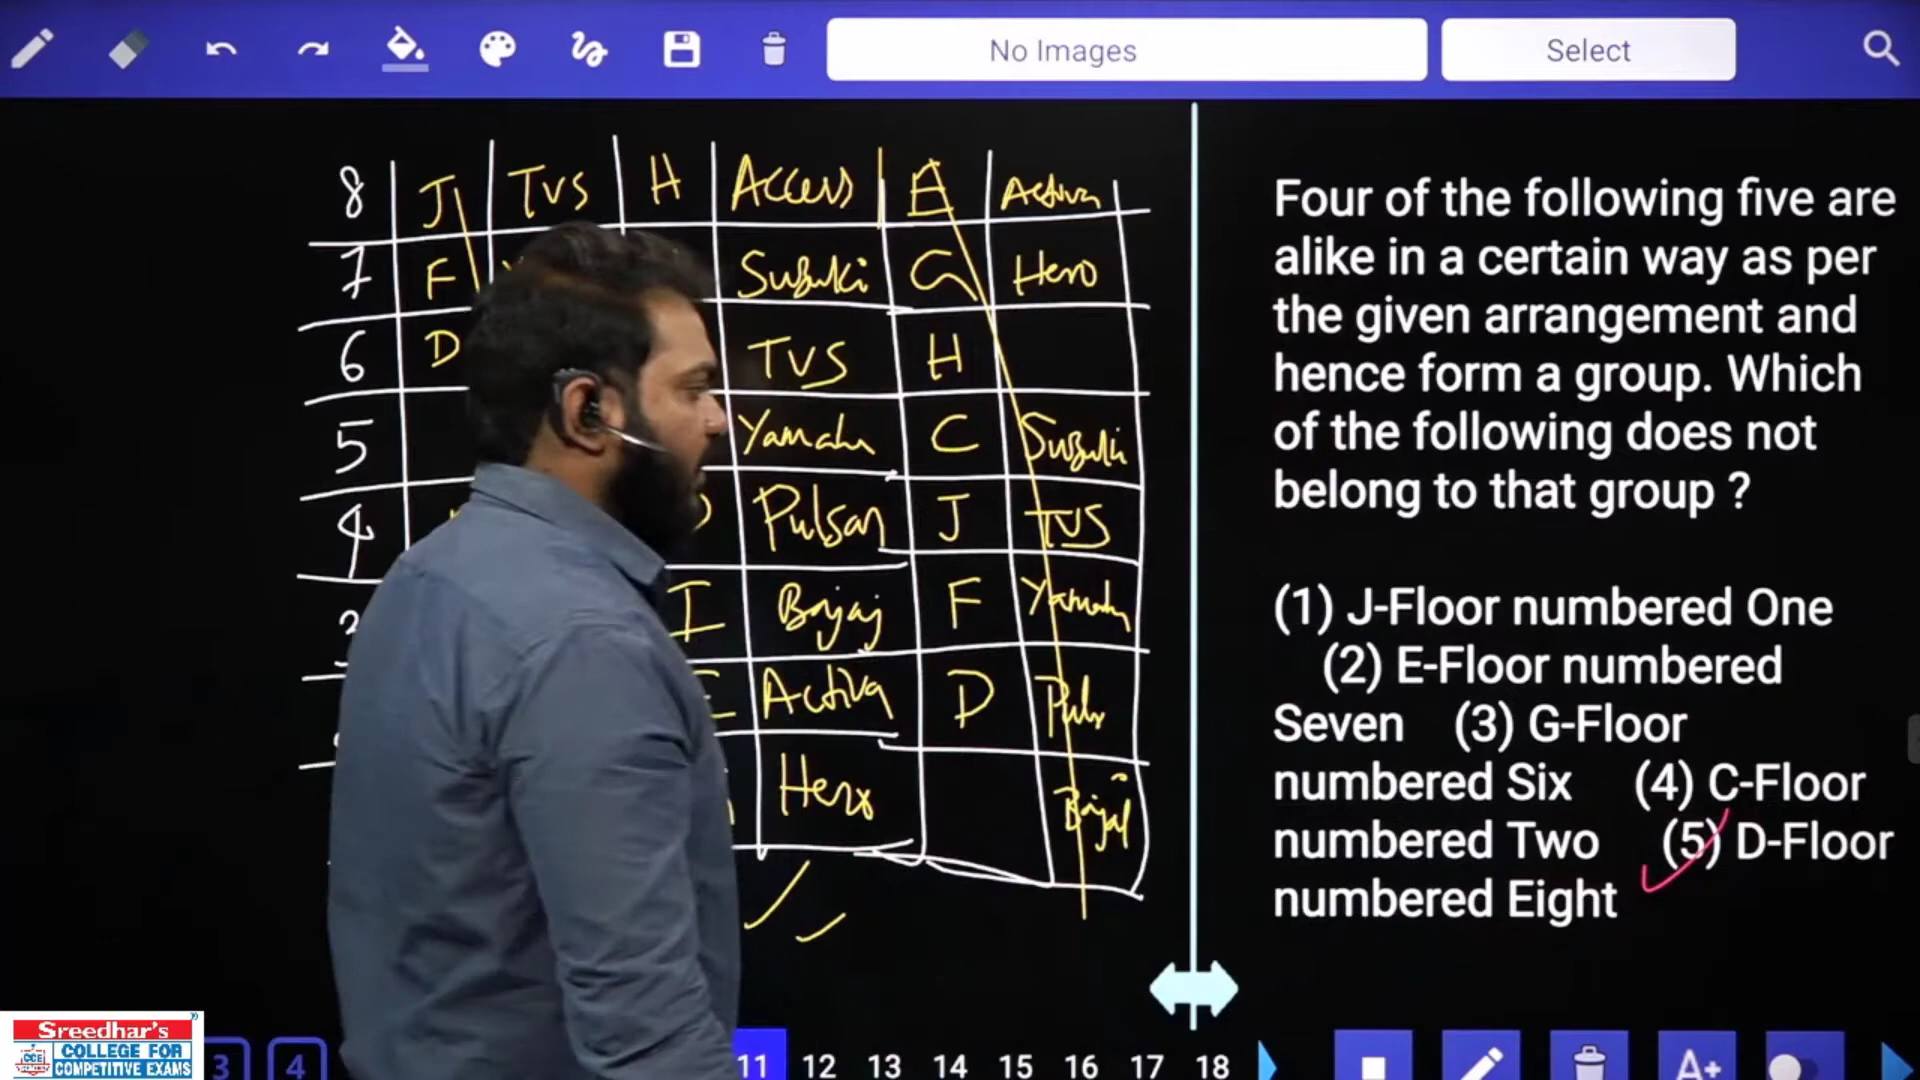 No Images
Select
8 J TVS H Access E Activa
7 F Suzuki G Hero
6 D TVS H
5 Yamaha C Suzuki
4 Pulsar J TVS
I Bajaj F Yamaha
E Activa D Pulsr
Hero Bajaj
Four of the following five are
alike in a certain way as per
the given arrangement and
hence form a group. Which
of the following does not
belong to that group ?
(1) J-Floor numbered One
(2) E-Floor numbered
Seven (3) G-Floor
numbered Six (4) C-Floor
numbered Two (5) D-Floor
numbered Eight
Sreedhar's
CCE
COLLEGE FOR
COMPETITIVE EXAMS
3 4 11 12 13 14 15 16 17 18
A+